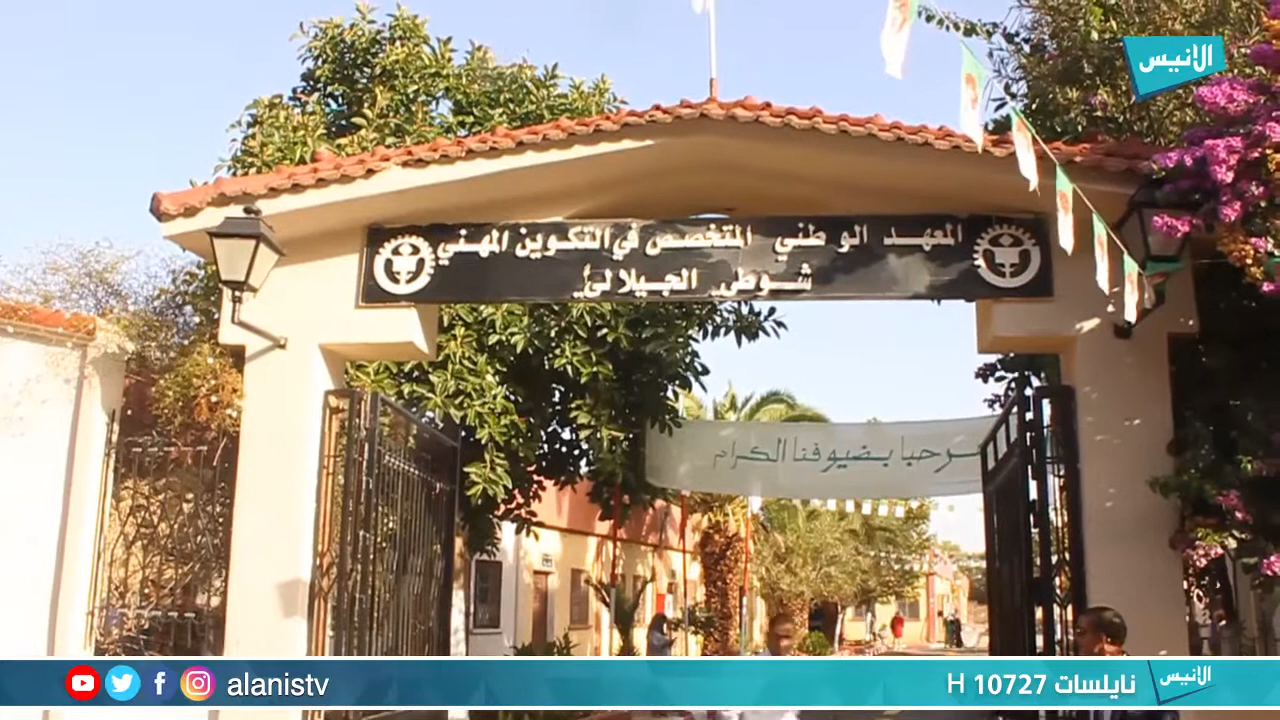 الانيس
المعهد الوطني المتخصص في التكوين المهني
شوطي الجيلالي
مرحبا بضيوفنا الكرام
alanistv
نايلسات 10727 H
الانيس